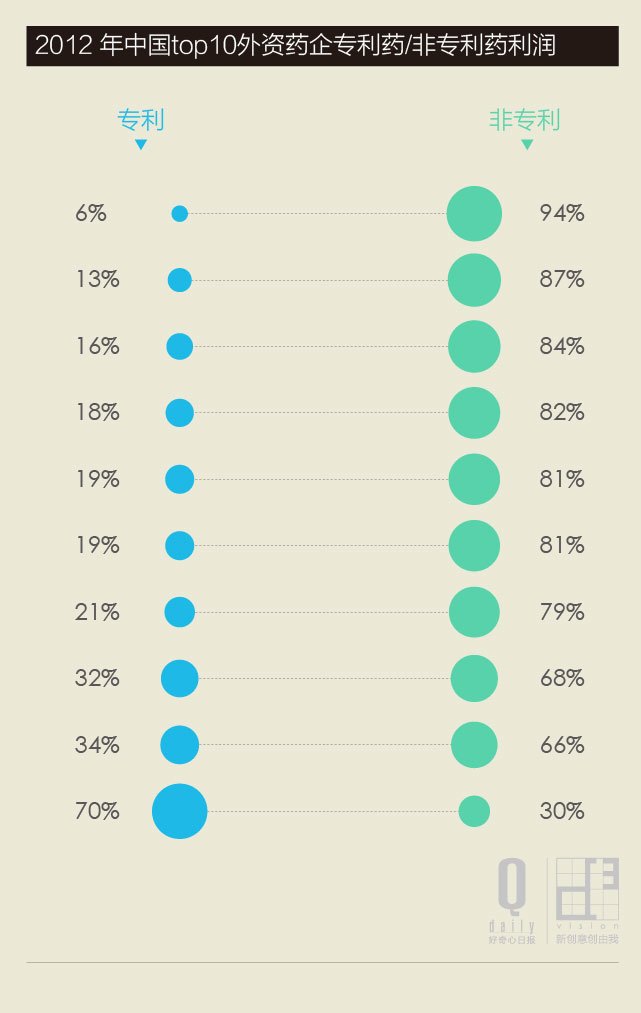 2012 年中国top10外资药企专利药/非专利药利润
专利 非专利
6% 94%
13% 87%
16% 84%
18% 82%
19% 81%
19% 81%
21% 79%
32% 68%
34% 66%
70% 30%
Q
daily
好奇心日报
vision
新创意创由我